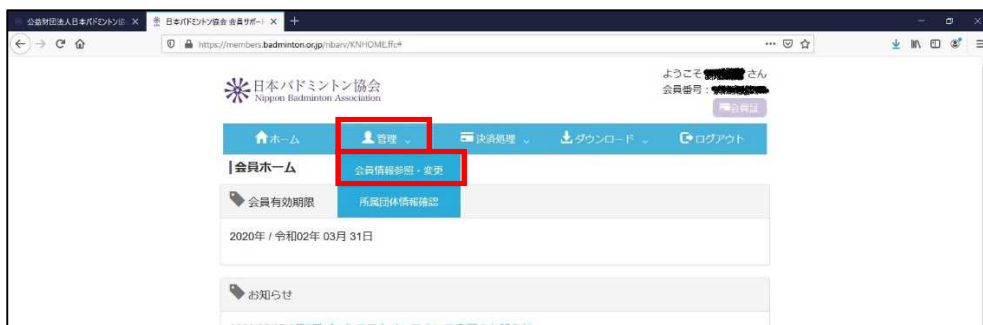 公益財団法人日本バドミントン協
日本バドミントン協会 会員サポート
https://members.badminton.or.jp/nbarv/KNHOME.ffc#
日本バドミントン協会
Nippon Badminton Association
ようこそ さん
会員番号：
会員証
ホーム 管理 決済処理 ダウンロード ログアウト
会員ホーム
会員情報参照・変更
会員有効期限
所属団体情報確認
2020年 / 令和02年 03月 31日
お知らせ